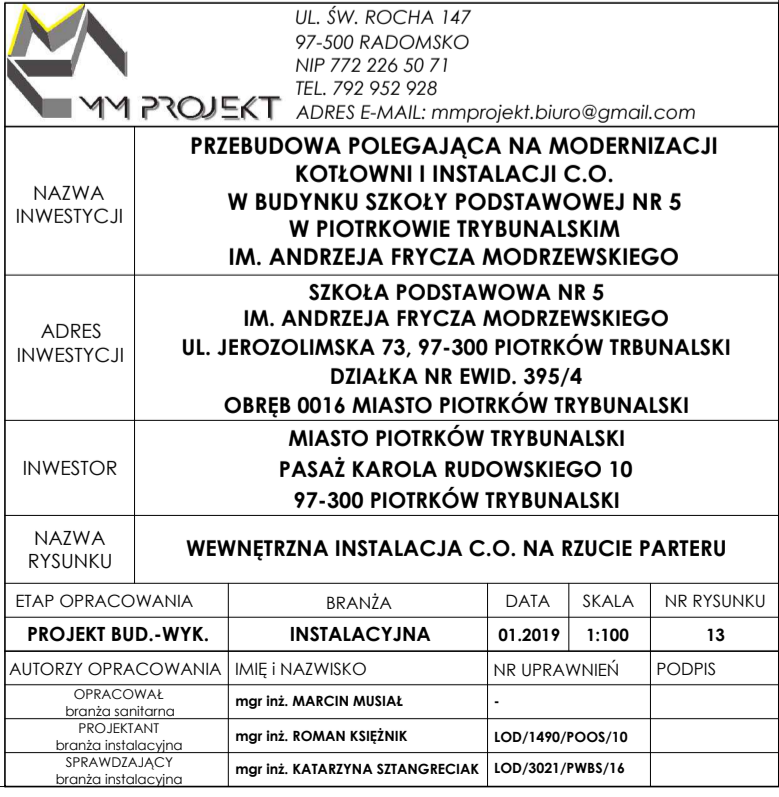 MM PROJEKT
UL. ŚW. ROCHA 147
97-500 RADOMSKO
NIP 772 226 50 71
TEL. 792 952 928
ADRES E-MAIL: mmprojekt.biuro@gmail.com
NAZWA
INWESTYCJI
PRZEBUDOWA POLEGAJĄCA NA MODERNIZACJI
KOTŁOWNI I INSTALACJI C.O.
W BUDYNKU SZKOŁY PODSTAWOWEJ NR 5
W PIOTRKOWIE TRYBUNALSKIM
IM. ANDRZEJA FRYCZA MODRZEWSKIEGO
ADRES
INWESTYCJI
SZKOŁA PODSTAWOWA NR 5
IM. ANDRZEJA FRYCZA MODRZEWSKIEGO
UL. JEROZOLIMSKA 73, 97-300 PIOTRKÓW TRBUNALSKI
DZIAŁKA NR EWID. 395/4
OBRĘB 0016 MIASTO PIOTRKÓW TRYBUNALSKI
INWESTOR
MIASTO PIOTRKÓW TRYBUNALSKI
PASAŻ KAROLA RUDOWSKIEGO 10
97-300 PIOTRKÓW TRYBUNALSKI
NAZWA
RYSUNKU
WEWNĘTRZNA INSTALACJA C.O. NA RZUCIE PARTERU
ETAP OPRACOWANIA BRANŻA DATA SKALA NR RYSUNKU
PROJEKT BUD.-WYK. INSTALACYJNA 01.2019 1:100 13
AUTORZY OPRACOWANIA IMIĘ i NAZWISKO NR UPRAWNIEŃ PODPIS
OPRACOWAŁ
branża sanitarna
mgr inż. MARCIN MUSIAŁ -
PROJEKTANT
branża instalacyjna
mgr inż. ROMAN KSIĘŻNIK LOD/1490/POOS/10
SPRAWDZAJĄCY
branża instalacyjna
mgr inż. KATARZYNA SZTANGRECIAK LOD/3021/PWBS/16